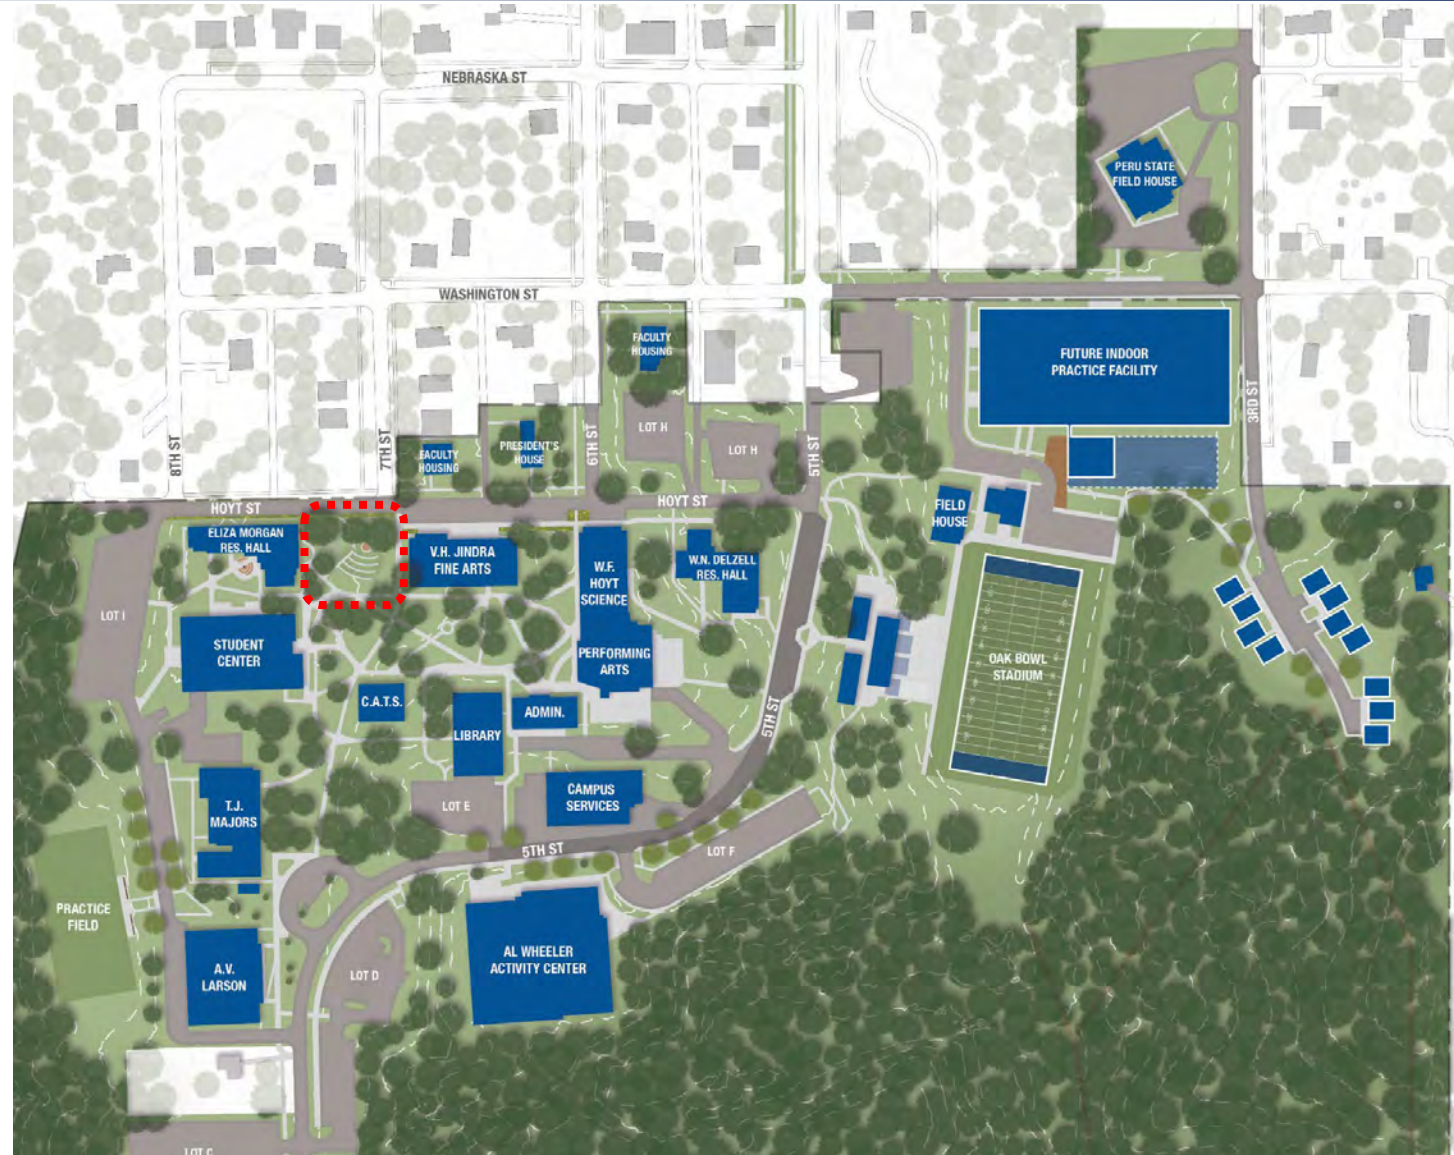 NEBRASKA ST
PERU STATE
FIELD HOUSE
WASHINGTON ST
FACULTY
HOUSING
FUTURE INDOOR
PRACTICE FACILITY
3RD ST
8TH ST
7TH ST
FACULTY
HOUSING
PRESIDENT'S
HOUSE
6TH ST
LOT H
LOT H
5TH ST
HOYT ST
HOYT ST
ELIZA MORGAN
RES. HALL
V.H. JINDRA
FINE ARTS
W.F.
HOYT
SCIENCE
W.N. DELZELL
RES. HALL
FIELD
HOUSE
LOT I
STUDENT
CENTER
PERFORMING
ARTS
OAK BOWL
STADIUM
C.A.T.S.
LIBRARY
ADMIN.
5TH ST
T.J.
MAJORS
LOT E
CAMPUS
SERVICES
5TH ST
LOT F
PRACTICE
FIELD
A.V.
LARSON
LOT D
AL WHEELER
ACTIVITY CENTER
LOT C